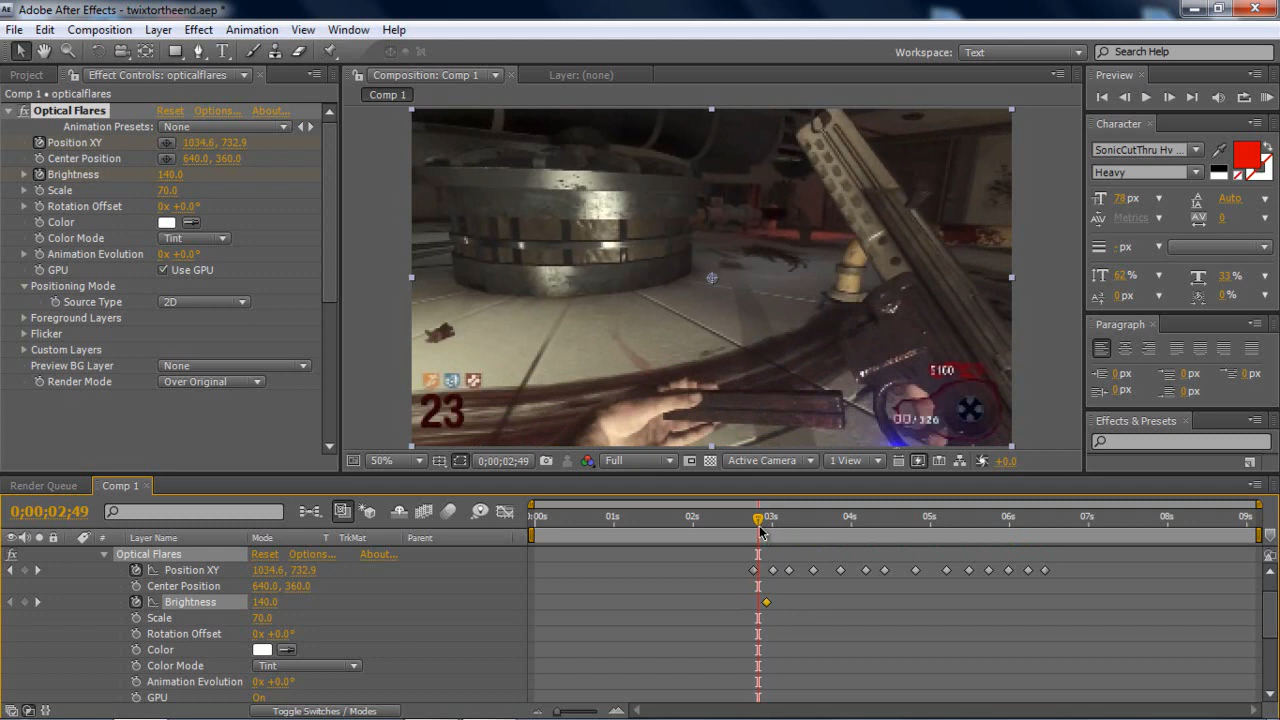 Adobe After Effects - twixtortheend.aep *
File Edit Composition Layer Effect Animation View Window Help
Workspace: Text Search Help
Project Effect Controls: opticalflares
Comp 1 • opticalflares
Optical Flares Reset Options... About...
Animation Presets: None
Position XY 1034.6, 732.9
Center Position 640.0, 360.0
Brightness 140.0
Scale 70.0
Rotation Offset 0x +0.0°
Color
Color Mode Tint
Animation Evolution 0x +0.0°
GPU Use GPU
Positioning Mode
Source Type 2D
Foreground Layers
Flicker
Custom Layers
Preview BG Layer None
Render Mode Over Original
Composition: Comp 1 Layer: (none)
Comp 1
5100
23
50% 0;00;02;49 Full Active Camera 1 View +0.0
Preview
Character
SonicCutThru Hv ...
Heavy
78 px Auto
Metrics 0
- px
62 % 33 %
0 px 0 %
Paragraph
0 px 0 px 0 px
0 px 0 px
Effects & Presets
Render Queue Comp 1
0;00;02;49
:00s 01s 02s 03s 04s 05s 06s 07s 08s 09s
# Layer Name Mode T TrkMat Parent
Optical Flares Reset Options... About...
Position XY 1034.6, 732.9
Center Position 640.0, 360.0
Brightness 140.0
Scale 70.0
Rotation Offset 0x +0.0°
Color
Color Mode Tint
Animation Evolution 0x +0.0°
GPU On
Toggle Switches / Modes